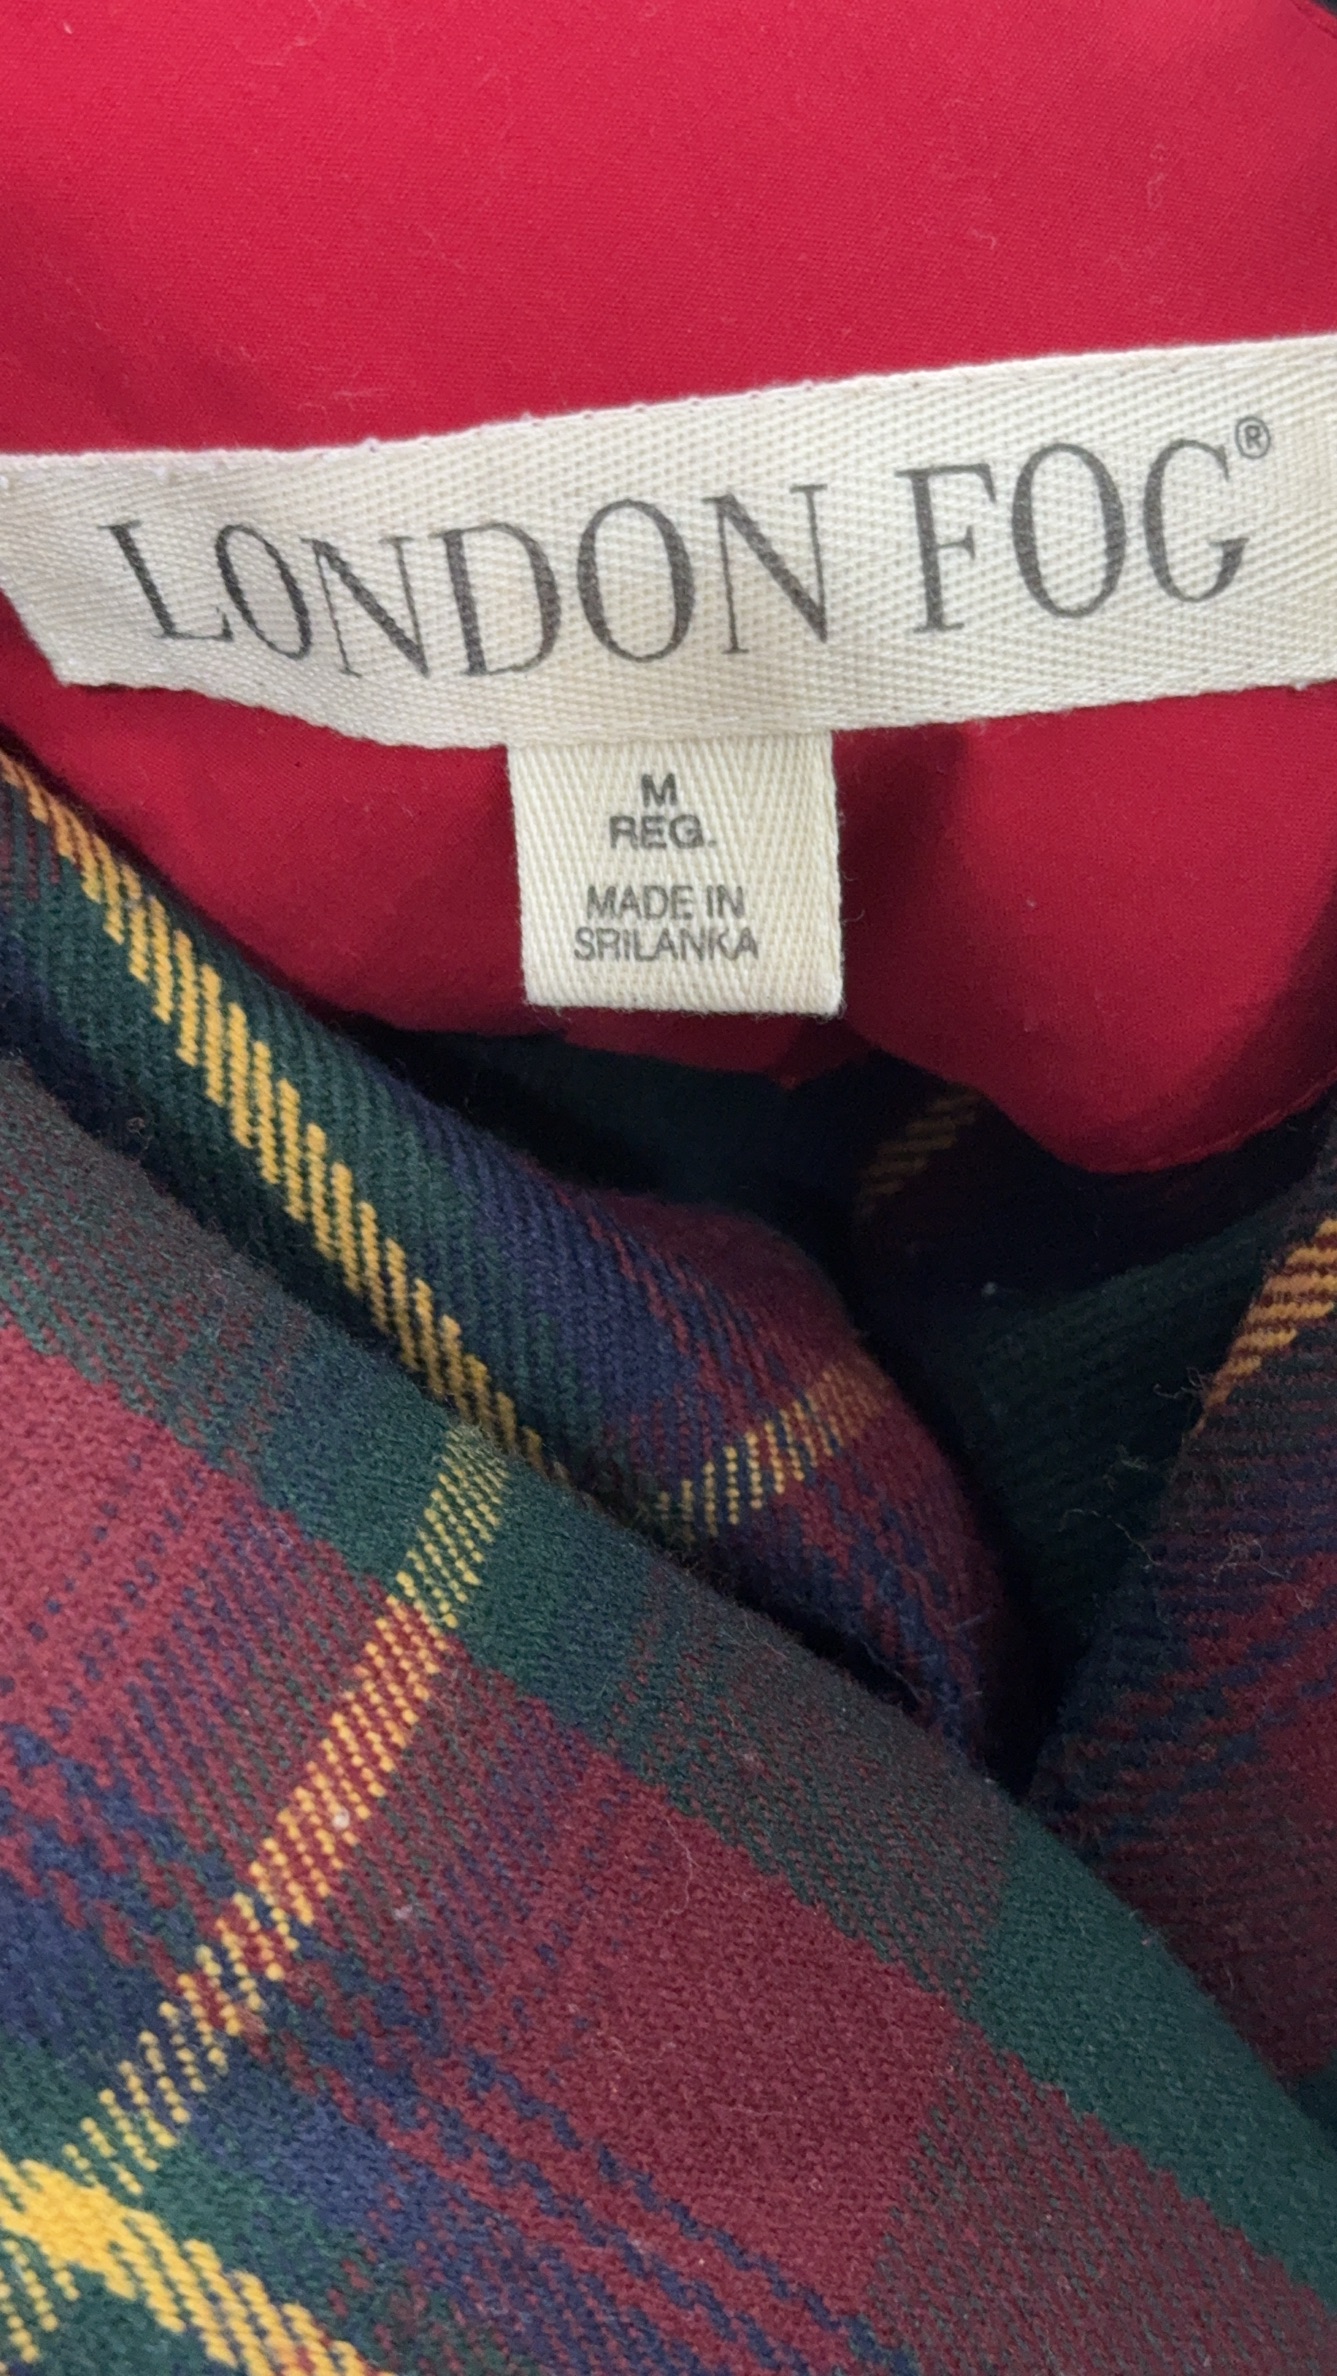 LONDON FOG®
M
REG.
MADE IN
SRILANKA